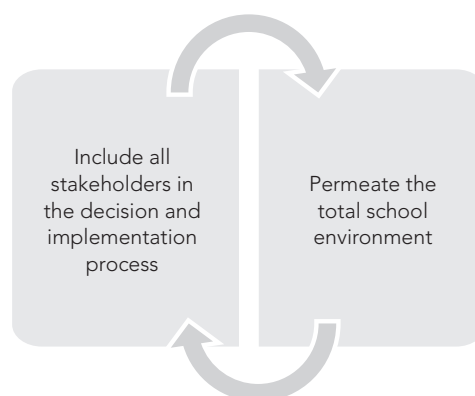 Include all
stakeholders in
the decision and
implementation
process
Permeate the
total school
environment